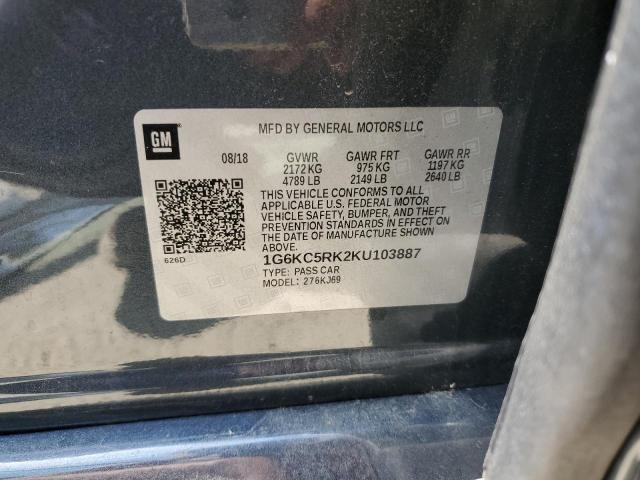 GM
MFD BY GENERAL MOTORS LLC
08/18 GVWR GAWR FRT GAWR RR
2172 KG 975 KG 1197 KG
4789 LB 2149 LB 2640 LB
THIS VEHICLE CONFORMS TO ALL
APPLICABLE U.S. FEDERAL MOTOR
VEHICLE SAFETY, BUMPER, AND THEFT
PREVENTION STANDARDS IN EFFECT ON
THE DATE OF MANUFACTURE SHOWN
ABOVE.
626D
1G6KC5RK2KU103887
TYPE: PASS CAR
MODEL: 276KJ69